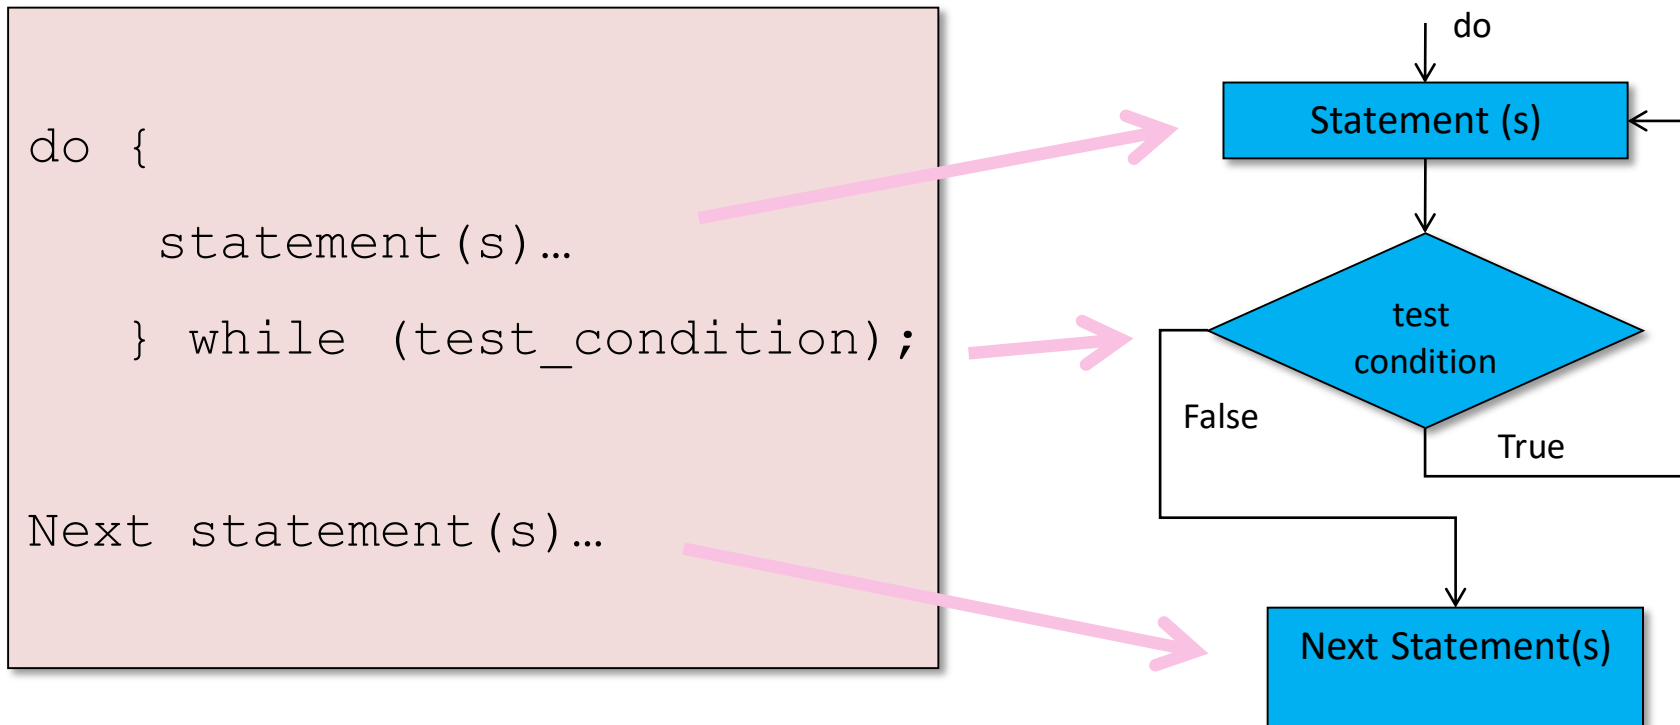 do {
statement(s)…
} while (test_condition);
Next statement(s)…
do
Statement (s)
test
condition
False
True
Next Statement(s)